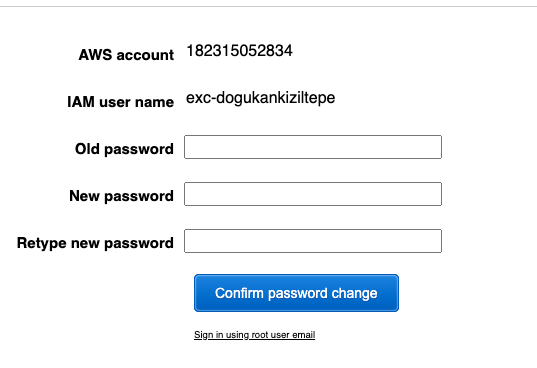 AWS account 182315052834
IAM user name exc-dogukankiziltepe
Old password
New password
Retype new password
Confirm password change
Sign in using root user email